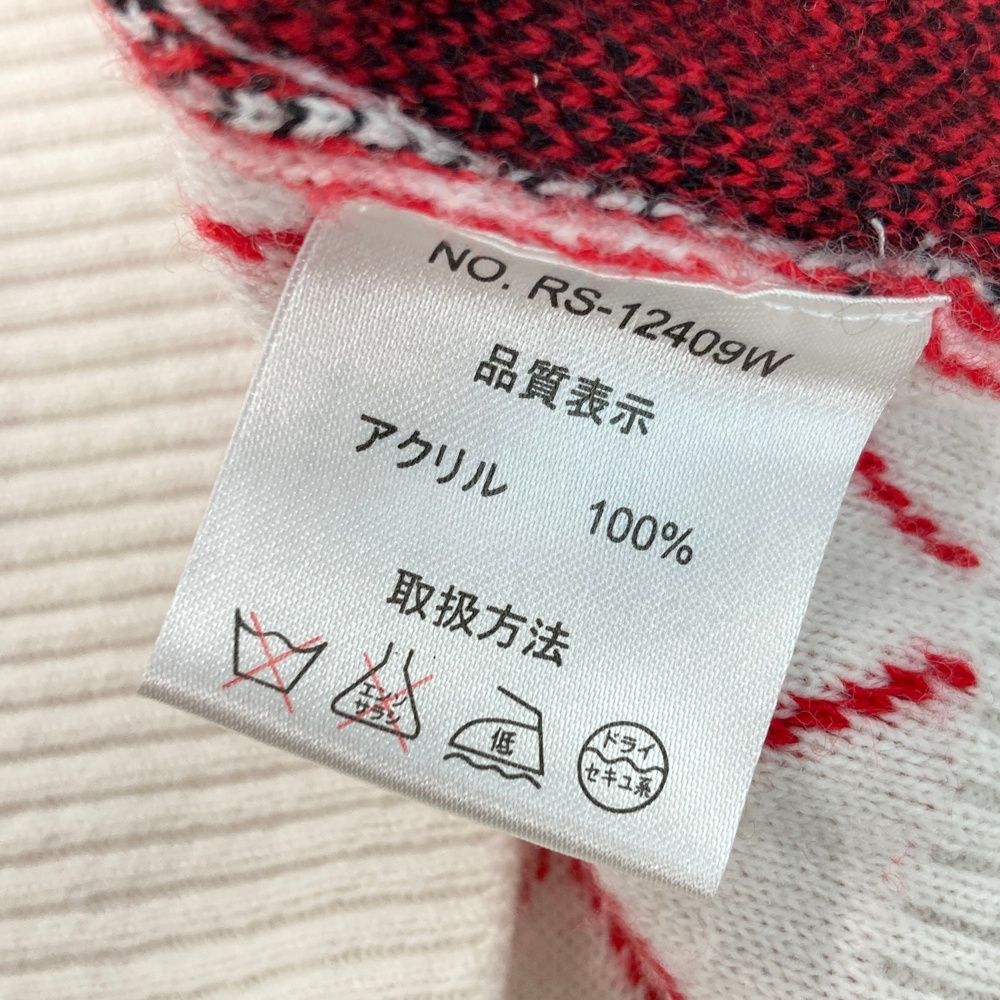 NO. RS-12409W
品質表示
アクリル 100%
取扱方法
エンソ
サラシ
低
ドライ
セキユ系